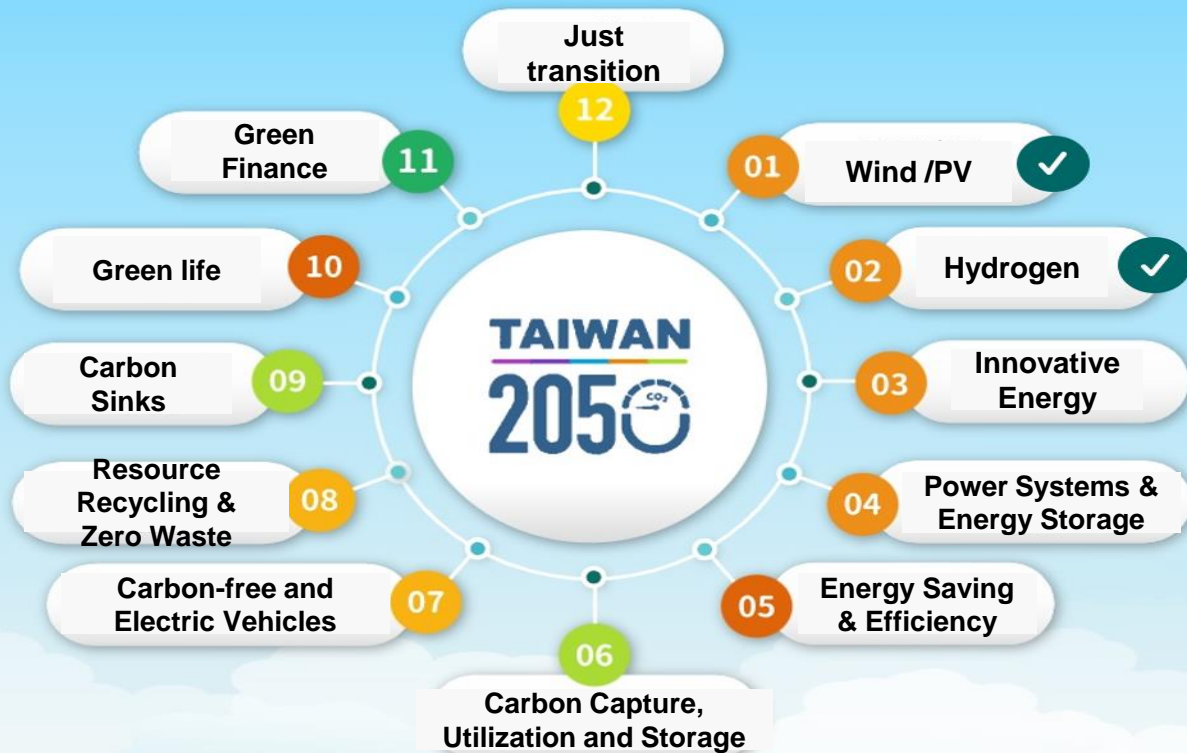 Just
transition
12
01
Wind /PV
02
Hydrogen
03
Innovative
Energy
04
Power Systems &
Energy Storage
05
Energy Saving
& Efficiency
06
Carbon Capture,
Utilization and Storage
07
Carbon-free and
Electric Vehicles
08
Resource
Recycling &
Zero Waste
09
Carbon
Sinks
10
Green life
11
Green
Finance
TAIWAN
2050
CO₂